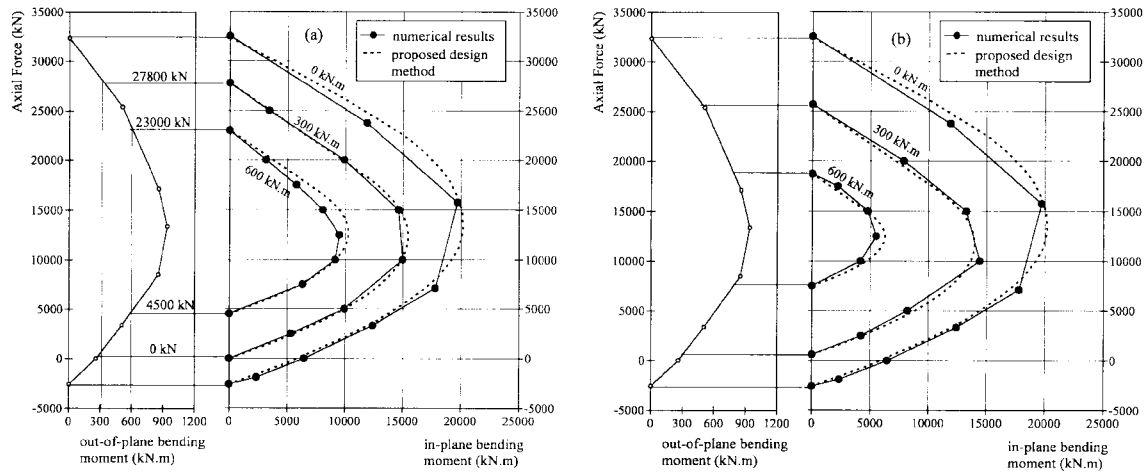 35000
30000
25000
20000
15000
10000
5000
0
-5000
Axial Force (kN)
27800 kN
23000 kN
4500 kN
0 kN
0 300 600 900 1200
out-of-plane bending
moment (kN.m)
(a)
numerical results
proposed design
method
0 kN.m
300 kN.m
600 kN.m
0 5000 10000 15000 20000 25000
in-plane bending
moment (kN.m)
35000
30000
25000
20000
15000
10000
5000
0
-5000
35000
30000
25000
20000
15000
10000
5000
0
-5000
Axial Force (kN)
0 300 600 900 1200
out-of-plane bending
moment (kN.m)
(b)
numerical results
proposed design
method
0 kN.m
300 kN.m
600 kN.m
0 5000 10000 15000 20000 25000
in-plane bending
moment (kN.m)
35000
30000
25000
20000
15000
10000
5000
0
-5000